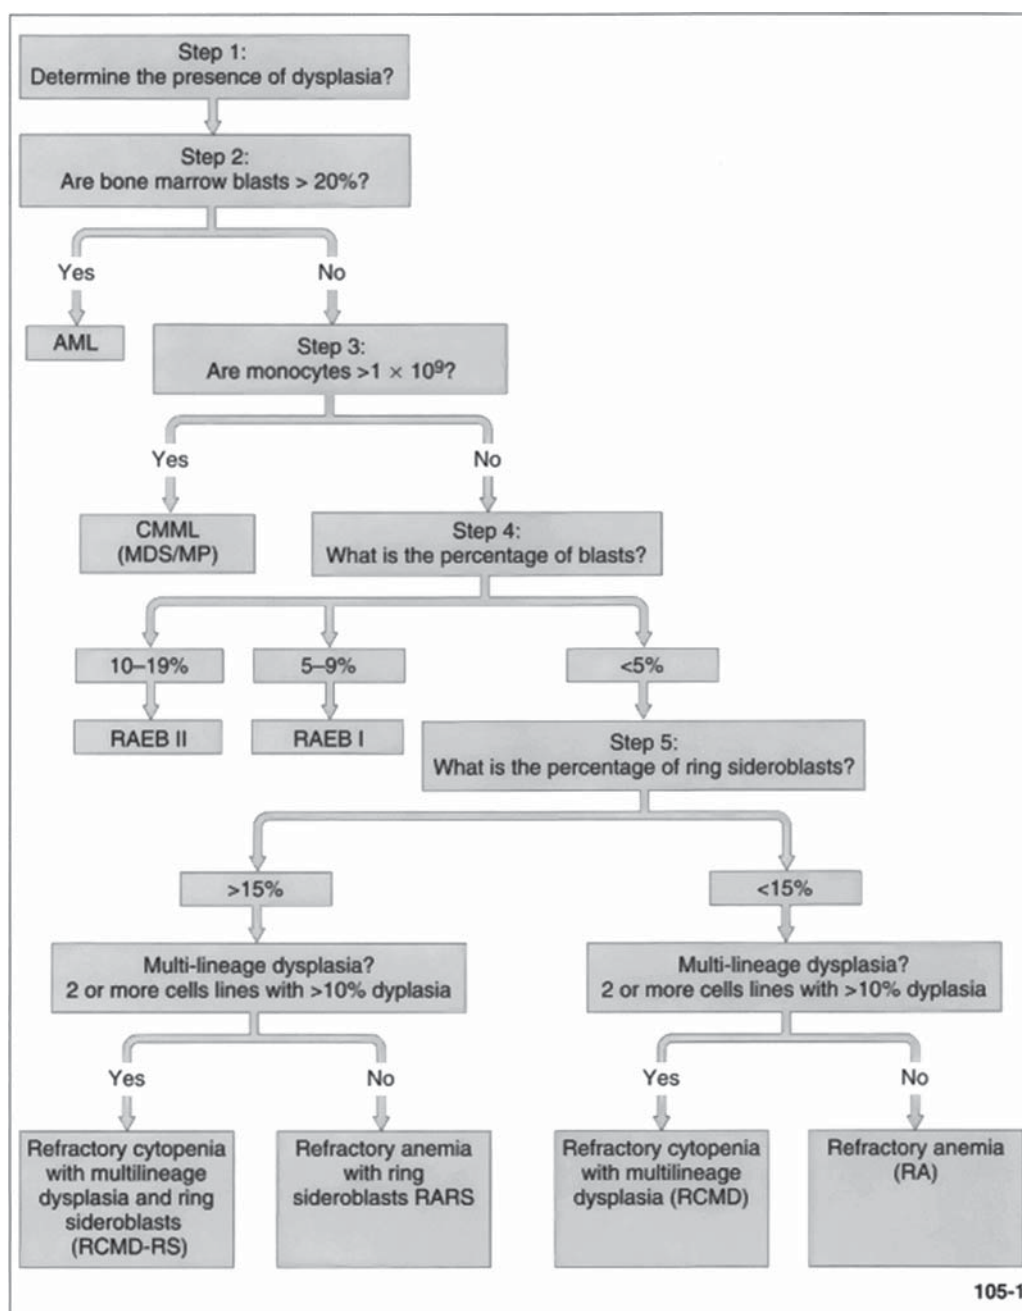 Step 1:
Determine the presence of dysplasia?
Step 2:
Are bone marrow blasts > 20%?
Yes
No
AML
Step 3:
Are monocytes >1 × 10⁹?
Yes
No
CMML
(MDS/MP)
Step 4:
What is the percentage of blasts?
10–19%
5–9%
<5%
RAEB II
RAEB I
Step 5:
What is the percentage of ring sideroblasts?
>15%
<15%
Multi-lineage dysplasia?
2 or more cells lines with >10% dyplasia
Multi-lineage dysplasia?
2 or more cells lines with >10% dyplasia
Yes
No
Yes
No
Refractory cytopenia
with multilineage
dysplasia and ring
sideroblasts
(RCMD-RS)
Refractory anemia
with ring
sideroblasts RARS
Refractory cytopenia
with multilineage
dysplasia (RCMD)
Refractory anemia
(RA)
105-1